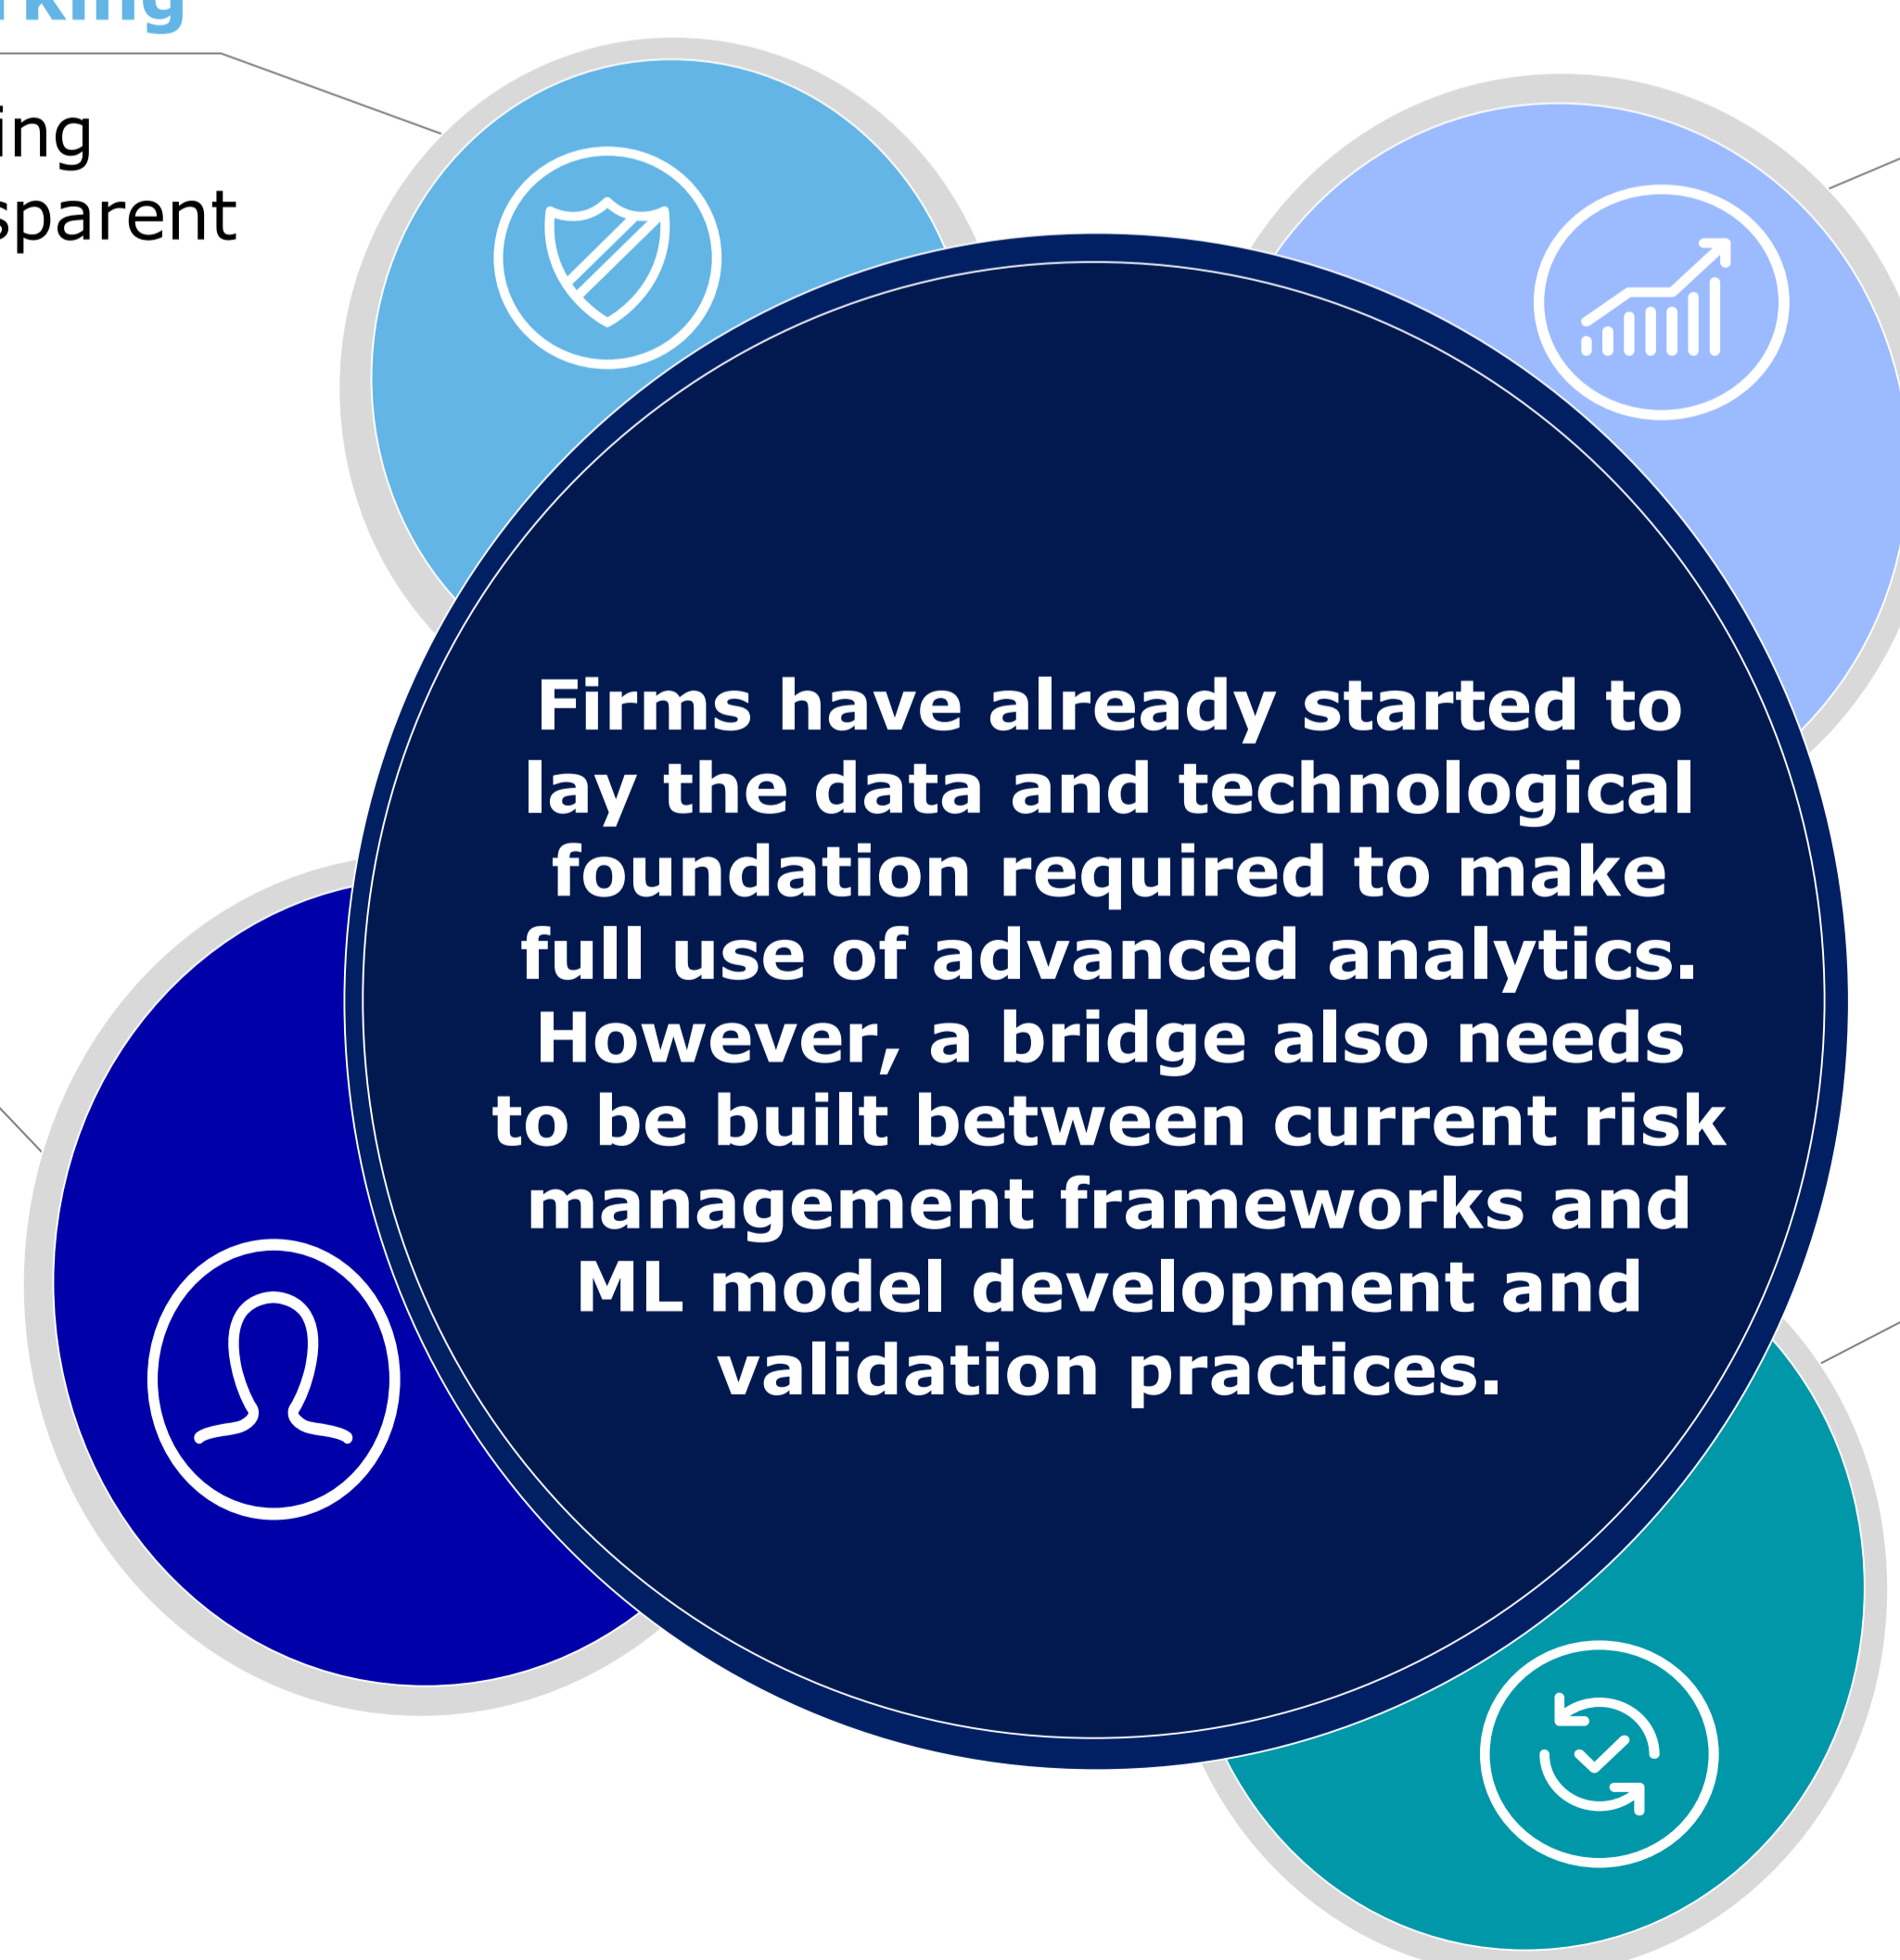 ing
Firms have already started to
lay the data and technological
foundation required to make
full use of advanced analytics.
However, a bridge also needs
to be built between current risk
management frameworks and
ML model development and
validation practices.